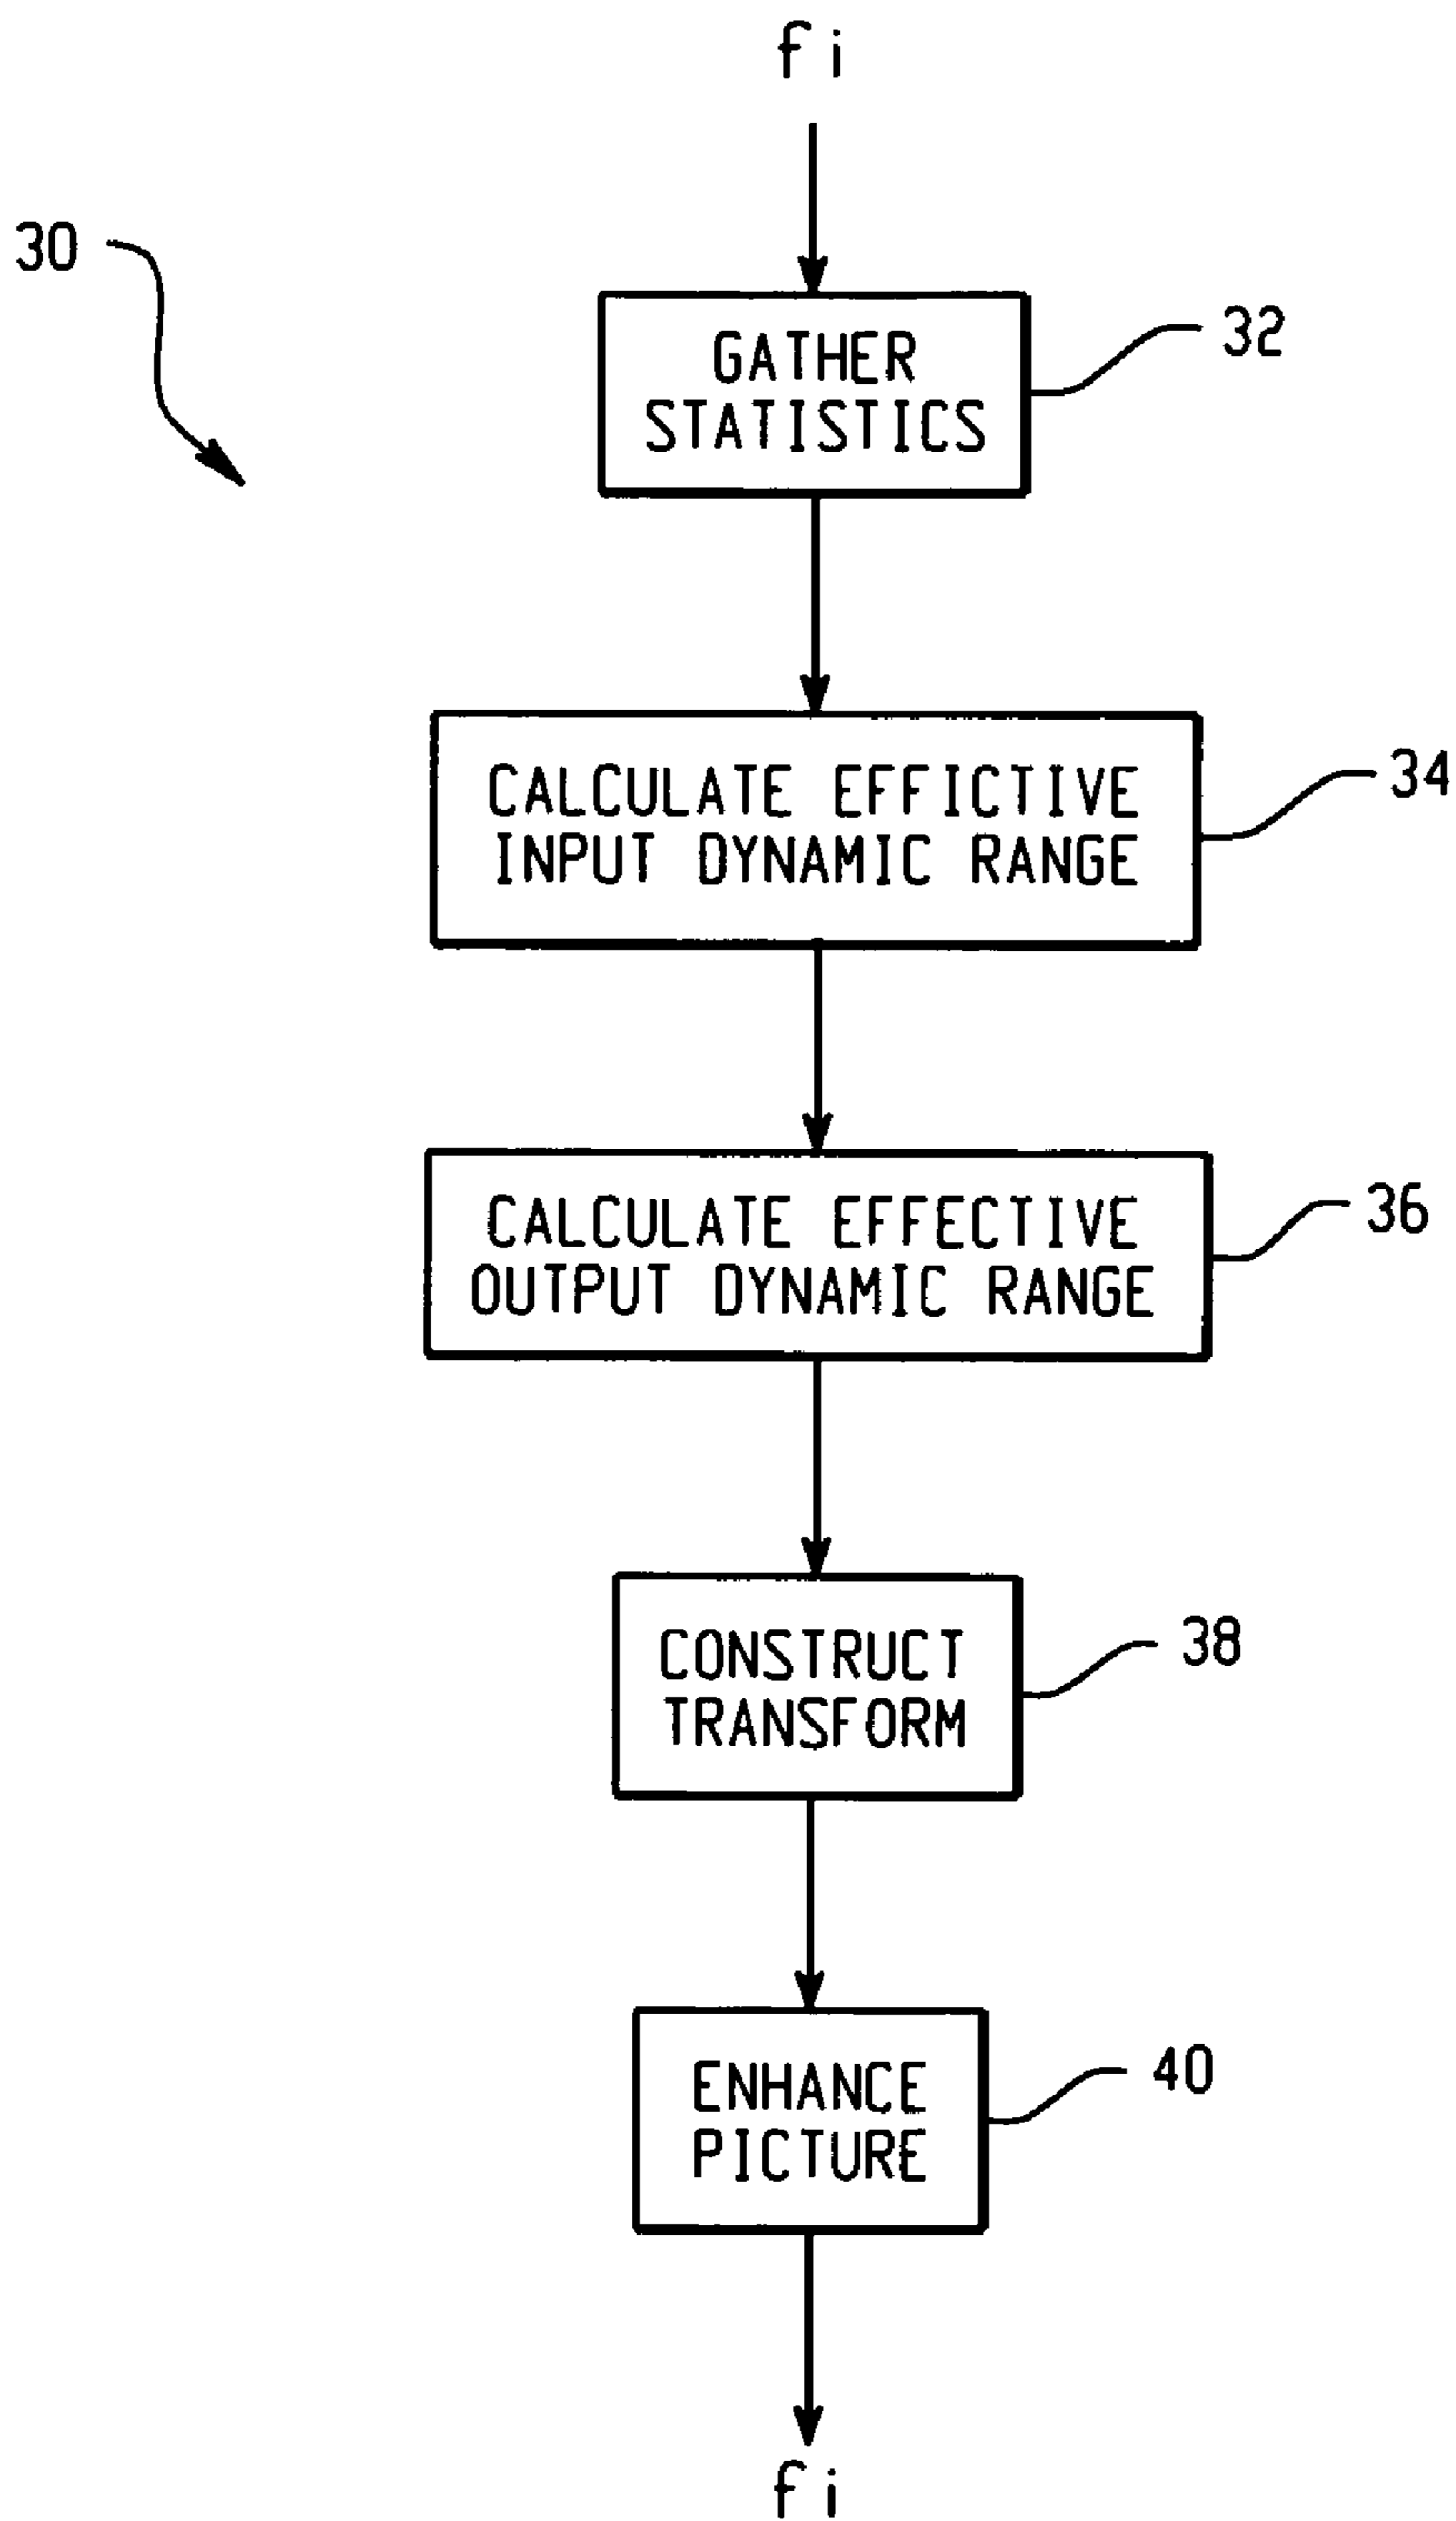 fi
30
GATHER
STATISTICS
32
CALCULATE EFFICTIVE
INPUT DYNAMIC RANGE
34
CALCULATE EFFECTIVE
OUTPUT DYNAMIC RANGE
36
CONSTRUCT
TRANSFORM
38
ENHANCE
PICTURE
40
fi